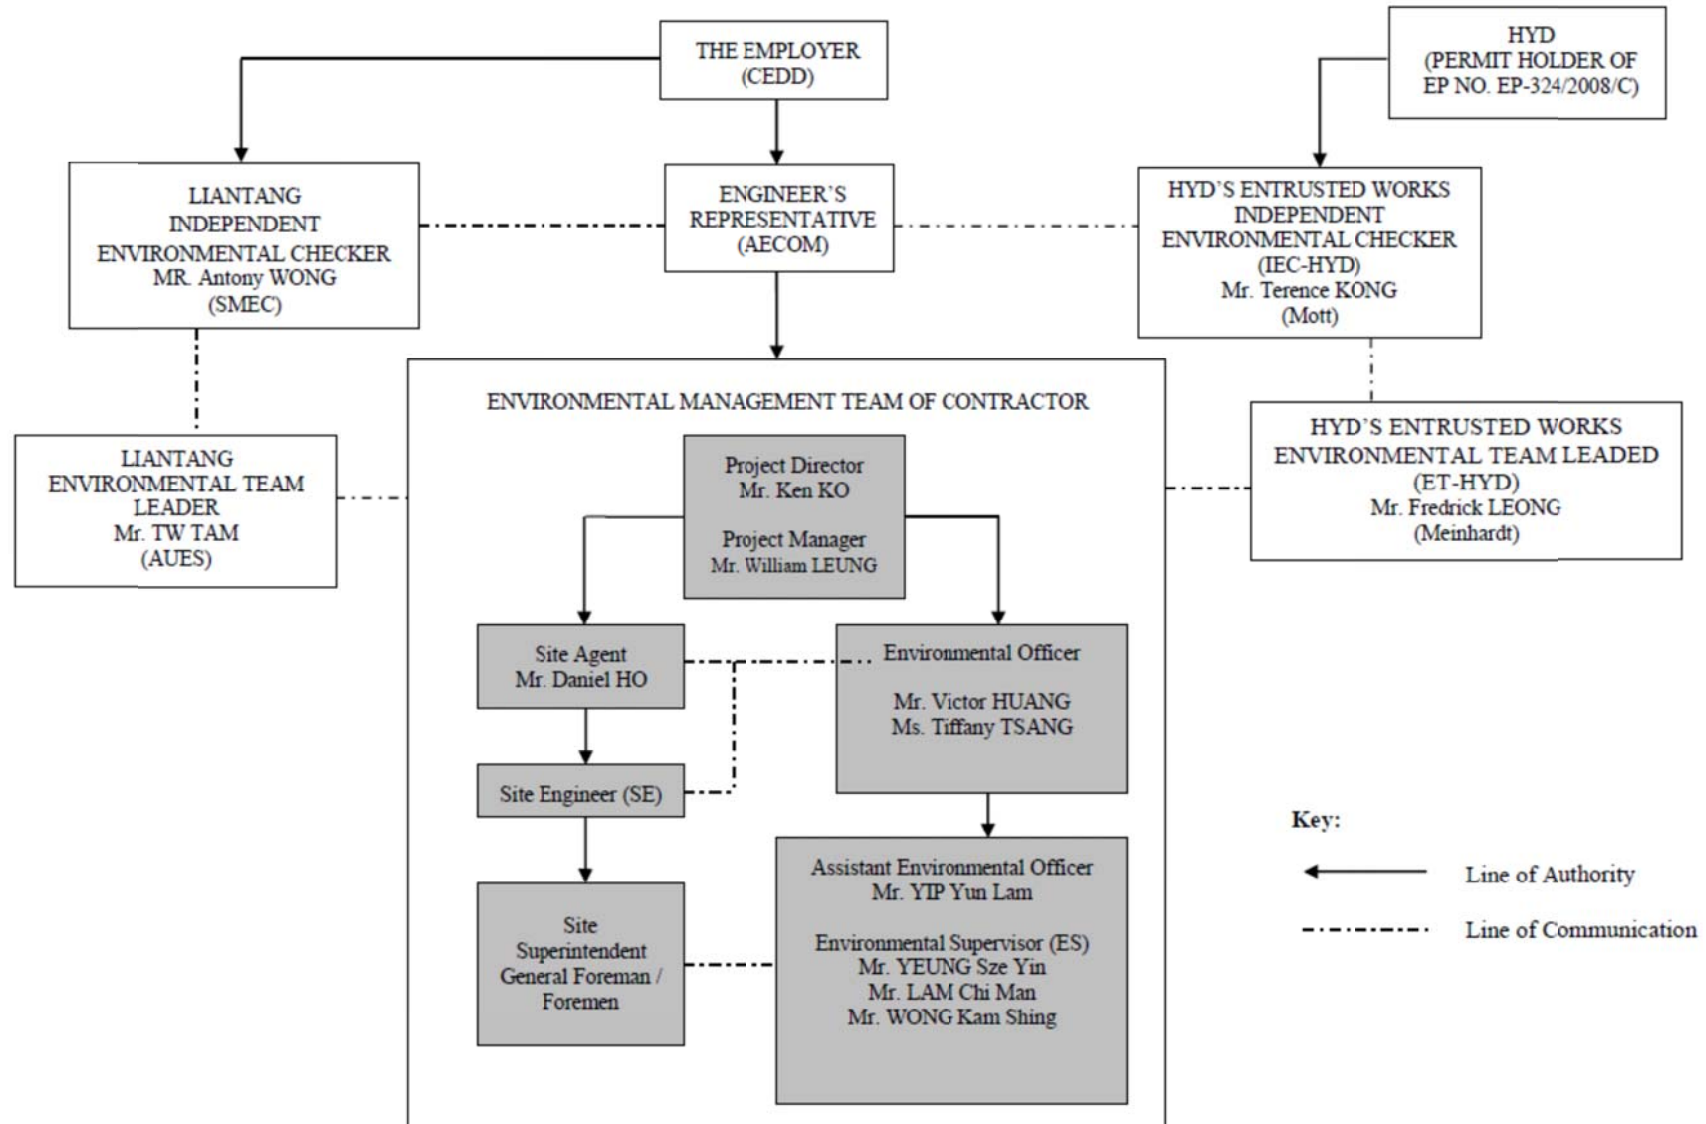 THE EMPLOYER
(CEDD)
HYD
(PERMIT HOLDER OF
EP NO. EP-324/2008/C)
LIANTANG
INDEPENDENT
ENVIRONMENTAL CHECKER
MR. Antony WONG
(SMEC)
ENGINEER'S
REPRESENTATIVE
(AECOM)
HYD'S ENTRUSTED WORKS
INDEPENDENT
ENVIRONMENTAL CHECKER
(IEC-HYD)
Mr. Terence KONG
(Mott)
LIANTANG
ENVIRONMENTAL TEAM
LEADER
Mr. TW TAM
(AUES)
ENVIRONMENTAL MANAGEMENT TEAM OF CONTRACTOR
HYD'S ENTRUSTED WORKS
ENVIRONMENTAL TEAM LEADED
(ET-HYD)
Mr. Fredrick LEONG
(Meinhardt)
Project Director
Mr. Ken KO
Project Manager
Mr. William LEUNG
Site Agent
Mr. Daniel HO
Environmental Officer
Mr. Victor HUANG
Ms. Tiffany TSANG
Site Engineer (SE)
Site
Superintendent
General Foreman /
Foremen
Assistant Environmental Officer
Mr. YIP Yun Lam
Environmental Supervisor (ES)
Mr. YEUNG Sze Yin
Mr. LAM Chi Man
Mr. WONG Kam Shing
Key:
Line of Authority
Line of Communication